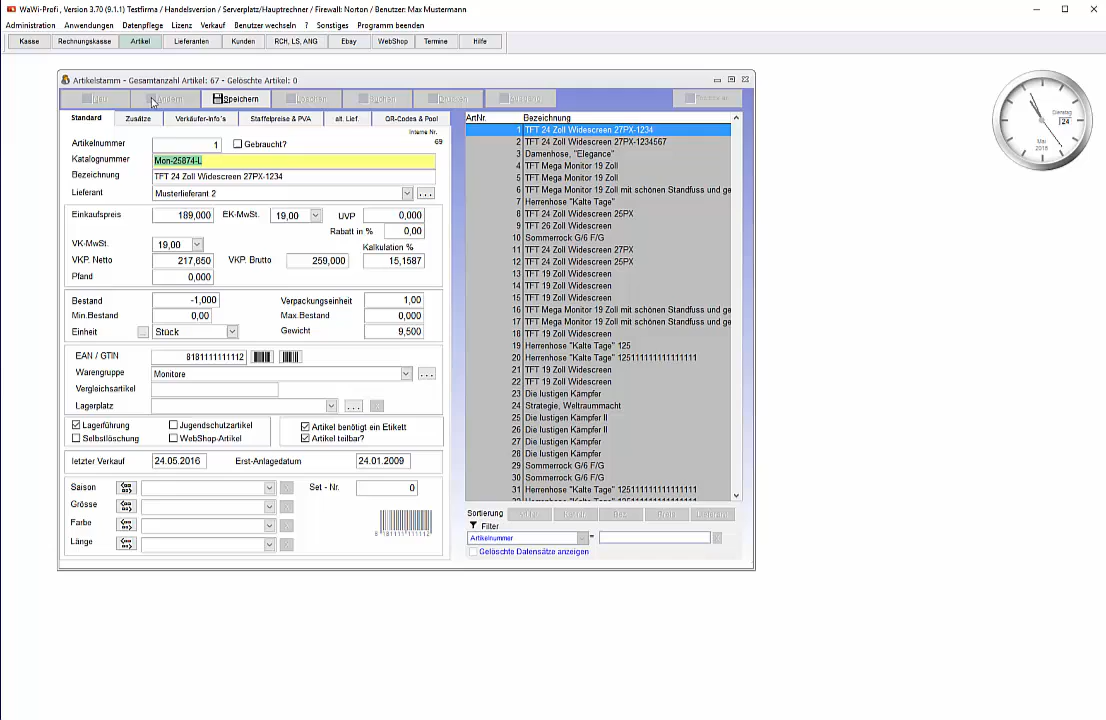 WaWi-Profi , Version 3.70 (9.1.1) Testfirma / Handelsversion / Serverplatz/Hauptrechner / Firewall: Norton / Benutzer: Max Mustermann
Administration Anwendungen Datenpflege Lizenz Verkauf Benutzer wechseln ? Sonstiges Programm beenden
Kasse Rechnungskasse Artikel Lieferanten Kunden RCH, LS, ANG Ebay WebShop Termine Hilfe
Artikelstamm - Gesamtanzahl Artikel: 67 - Gelöschte Artikel: 0
Neu Ändern Speichern Löschen Suchen Drucken
Standard Zusätze Verkäufer-Info's Staffelpreise & PVA alt. Lief. QR-Codes & Pool
Interne Nr.
69
Artikelnummer 1 Gebraucht?
Katalognummer Mon-25874-L
Bezeichnung TFT 24 Zoll Widescreen 27PX-1234
Lieferant Musterlieferant 2 ...
Einkaufspreis 189,000 EK-MwSt. 19,00 UVP 0,000
Rabatt in % 0,00
VK-MwSt. 19,00 Kalkulation %
VKP. Netto 217,650 VKP. Brutto 259,000 15,1587
Pfand 0,000
Bestand -1,000 Verpackungseinheit 1,00
Min.Bestand 0,00 Max.Bestand 0,000
Einheit ... Stück Gewicht 9,500
EAN / GTIN 8181111111112
Warengruppe Monitore ...
Vergleichsartikel
Lagerplatz ...
Lagerführung Jugendschutzartikel Artikel benötigt ein Etikett
Selbstlöschung WebShop-Artikel Artikel teilbar?
letzter Verkauf 24.05.2016 Erst-Anlagedatum 24.01.2009
Saison Set - Nr. 0
Grösse
Farbe
Länge
8 181111 111112
ArtNr. Bezeichnung
1 TFT 24 Zoll Widescreen 27PX-1234
2 TFT 24 Zoll Widescreen 27PX-1234567
3 Damenhose, "Elegance"
4 TFT Mega Monitor 19 Zoll
5 TFT Mega Monitor 19 Zoll
6 TFT Mega Monitor 19 Zoll mit schönen Standfuss und ge
7 Herrenhose "Kalte Tage"
8 TFT 24 Zoll Widescreen 25PX
9 TFT 26 Zoll Widescreen
10 Sommerrock G/6 F/G
11 TFT 24 Zoll Widescreen 27PX
12 TFT 24 Zoll Widescreen 25PX
13 TFT 19 Zoll Widescreen
14 TFT 19 Zoll Widescreen
15 TFT 19 Zoll Widescreen
16 TFT Mega Monitor 19 Zoll mit schönen Standfuss und ge
17 TFT Mega Monitor 19 Zoll mit schönen Standfuss und ge
18 TFT 19 Zoll Widescreen
19 Herrenhose "Kalte Tage" 125
20 Herrenhose "Kalte Tage" 125111111111111111
21 TFT 19 Zoll Widescreen
22 TFT 19 Zoll Widescreen
23 Die lustigen Kämpfer
24 Strategie, Weltraummacht
25 Die lustigen Kämpfer II
26 Die lustigen Kämpfer II
27 Die lustigen Kämpfer
28 Die lustigen Kämpfer
29 Sommerrock G/6 F/G
30 Sommerrock G/6 F/G
31 Herrenhose "Kalte Tage" 125111111111111111
Sortierung
Filter
Artikelnummer =
Gelöschte Datensätze anzeigen
Dienstag
24
Mai
2016